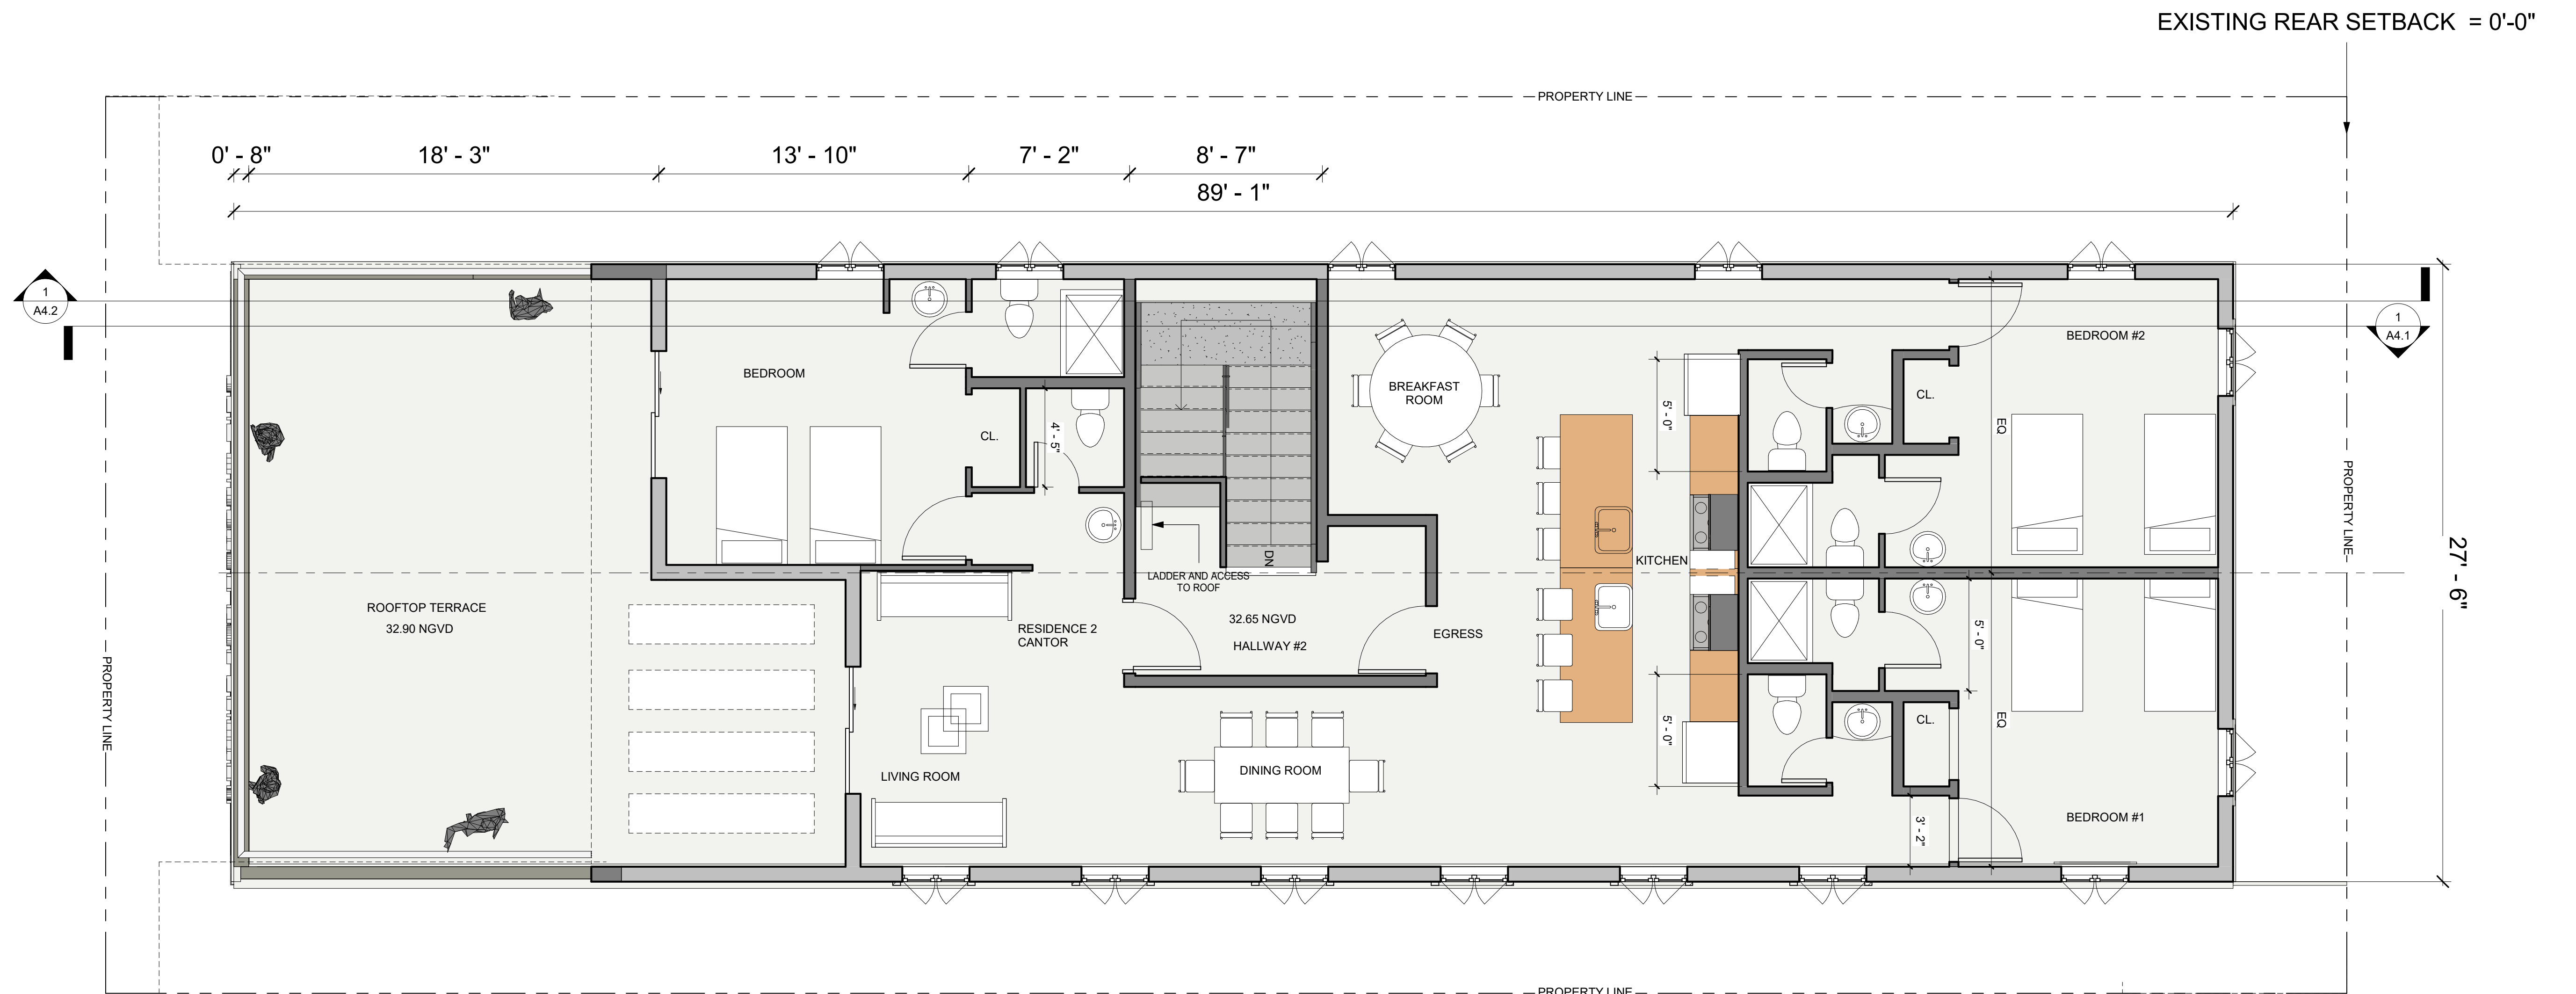 EXISTING REAR SETBACK = 0'-0"
PROPERTY LINE
0' - 8"
18' - 3"
13' - 10"
7' - 2"
8' - 7"
89' - 1"
1
A4.2
1
A4.1
BEDROOM #2
BEDROOM
BREAKFAST
ROOM
CL.
5' - 0"
EQ
CL.
4' - 5"
PROPERTY LINE
DN
KITCHEN
LADDER AND ACCESS
TO ROOF
27' - 6"
ROOFTOP TERRACE
32.90 NGVD
RESIDENCE 2
CANTOR
32.65 NGVD
HALLWAY #2
EGRESS
5' - 0"
PROPERTY LINE
CL.
EQ
5' - 0"
LIVING ROOM
DINING ROOM
BEDROOM #1
3' - 2"
PROPERTY LINE